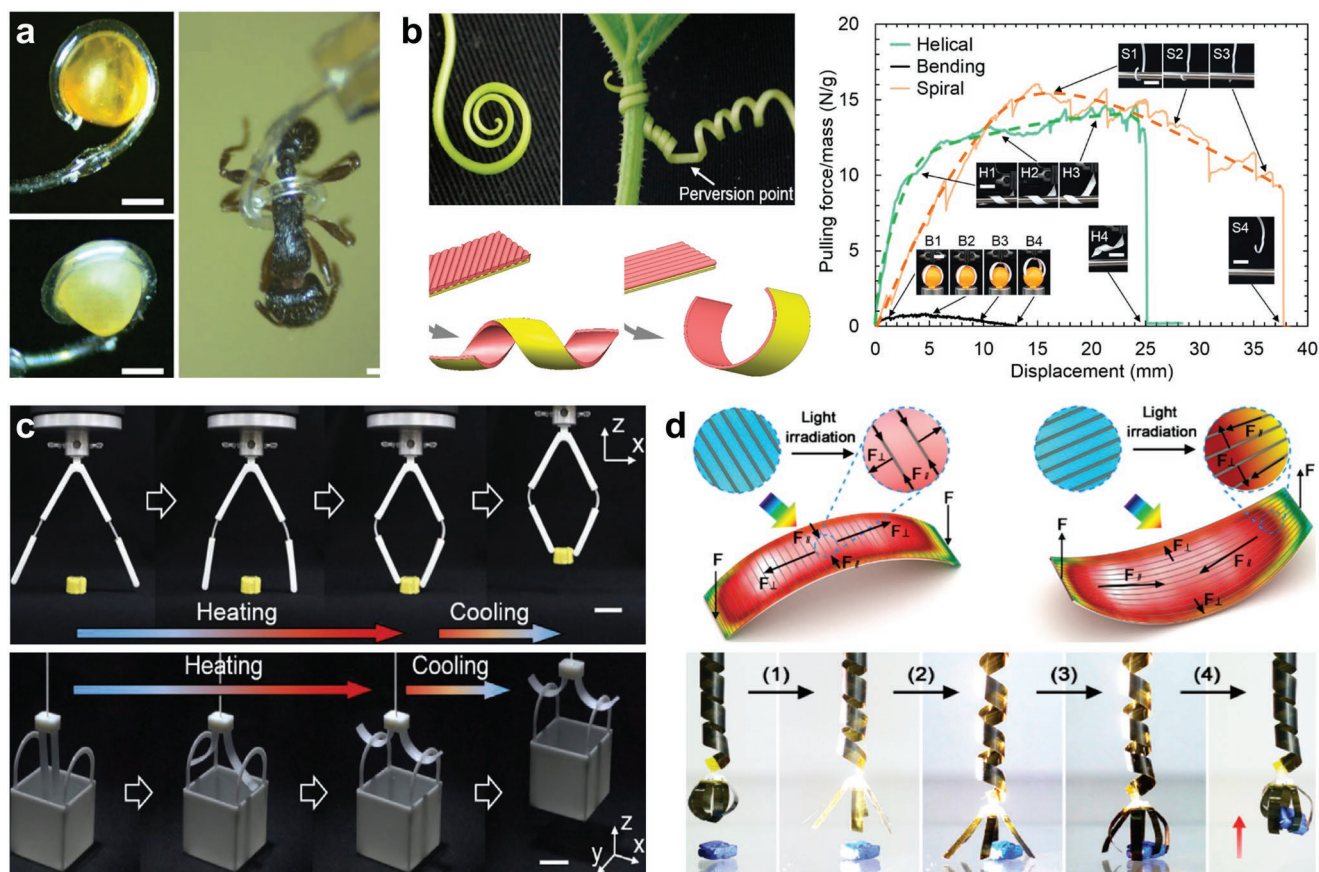 a
b
Perversion point
Pulling force/mass (N/g)
20
15
10
5
0
Helical
Bending
Spiral
S1 S2 S3
H1 H2 H3
B1 B2 B3 B4
H4
S4
0 5 10 15 20 25 30 35 40
Displacement (mm)
c
z
x
Heating
Cooling
Heating
Cooling
z
y
x
d
Light
irradiation
F⊥
F∥
F∥
F⊥
F⊥
F
F
F∥
Light
irradiation
F∥
F⊥
F∥
F
F
F⊥
F∥
F∥
F⊥
(1) (2) (3) (4)